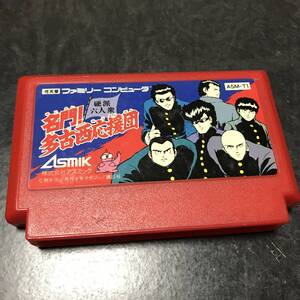 ファミリー コンピュータ
ASM-T1
硬派
六人衆
名門!
多古西応援団
ASMIK
株式会社アスミック